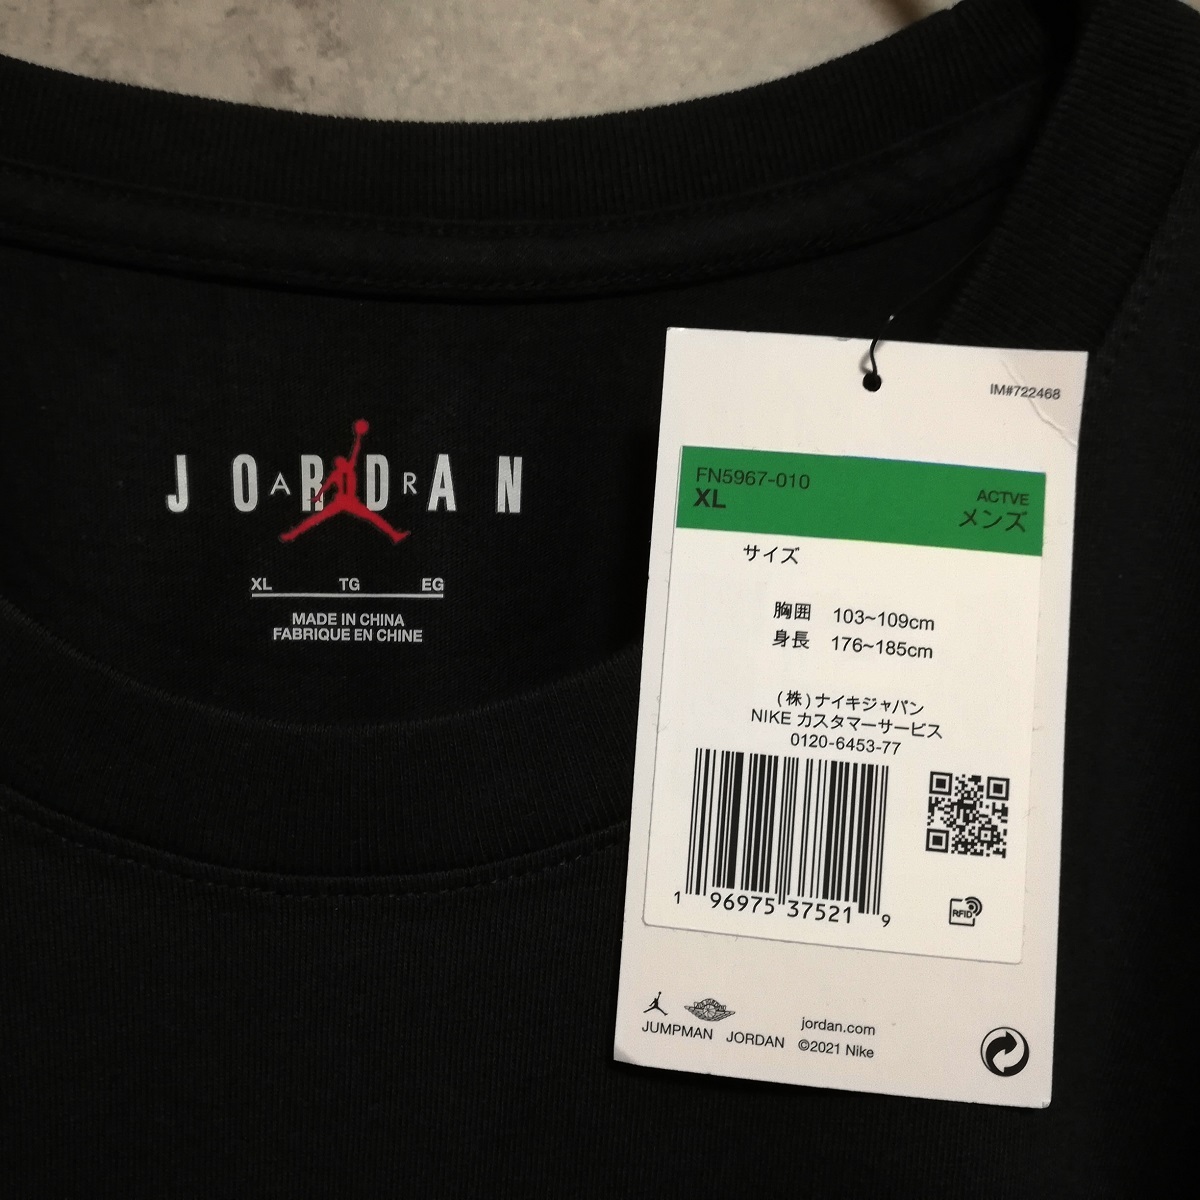 JORDAN
AIR
XL TG EG
MADE IN CHINA
FABRIQUE EN CHINE
IM#722468
FN5967-010
XL
ACTVE
メンズ
サイズ
胸囲 103~109cm
身長 176~185cm
(株)ナイキジャパン
NIKE カスタマーサービス
0120-6453-77
1 96975 37521 9
RFID
JUMPMAN JORDAN
jordan.com
©2021 Nike